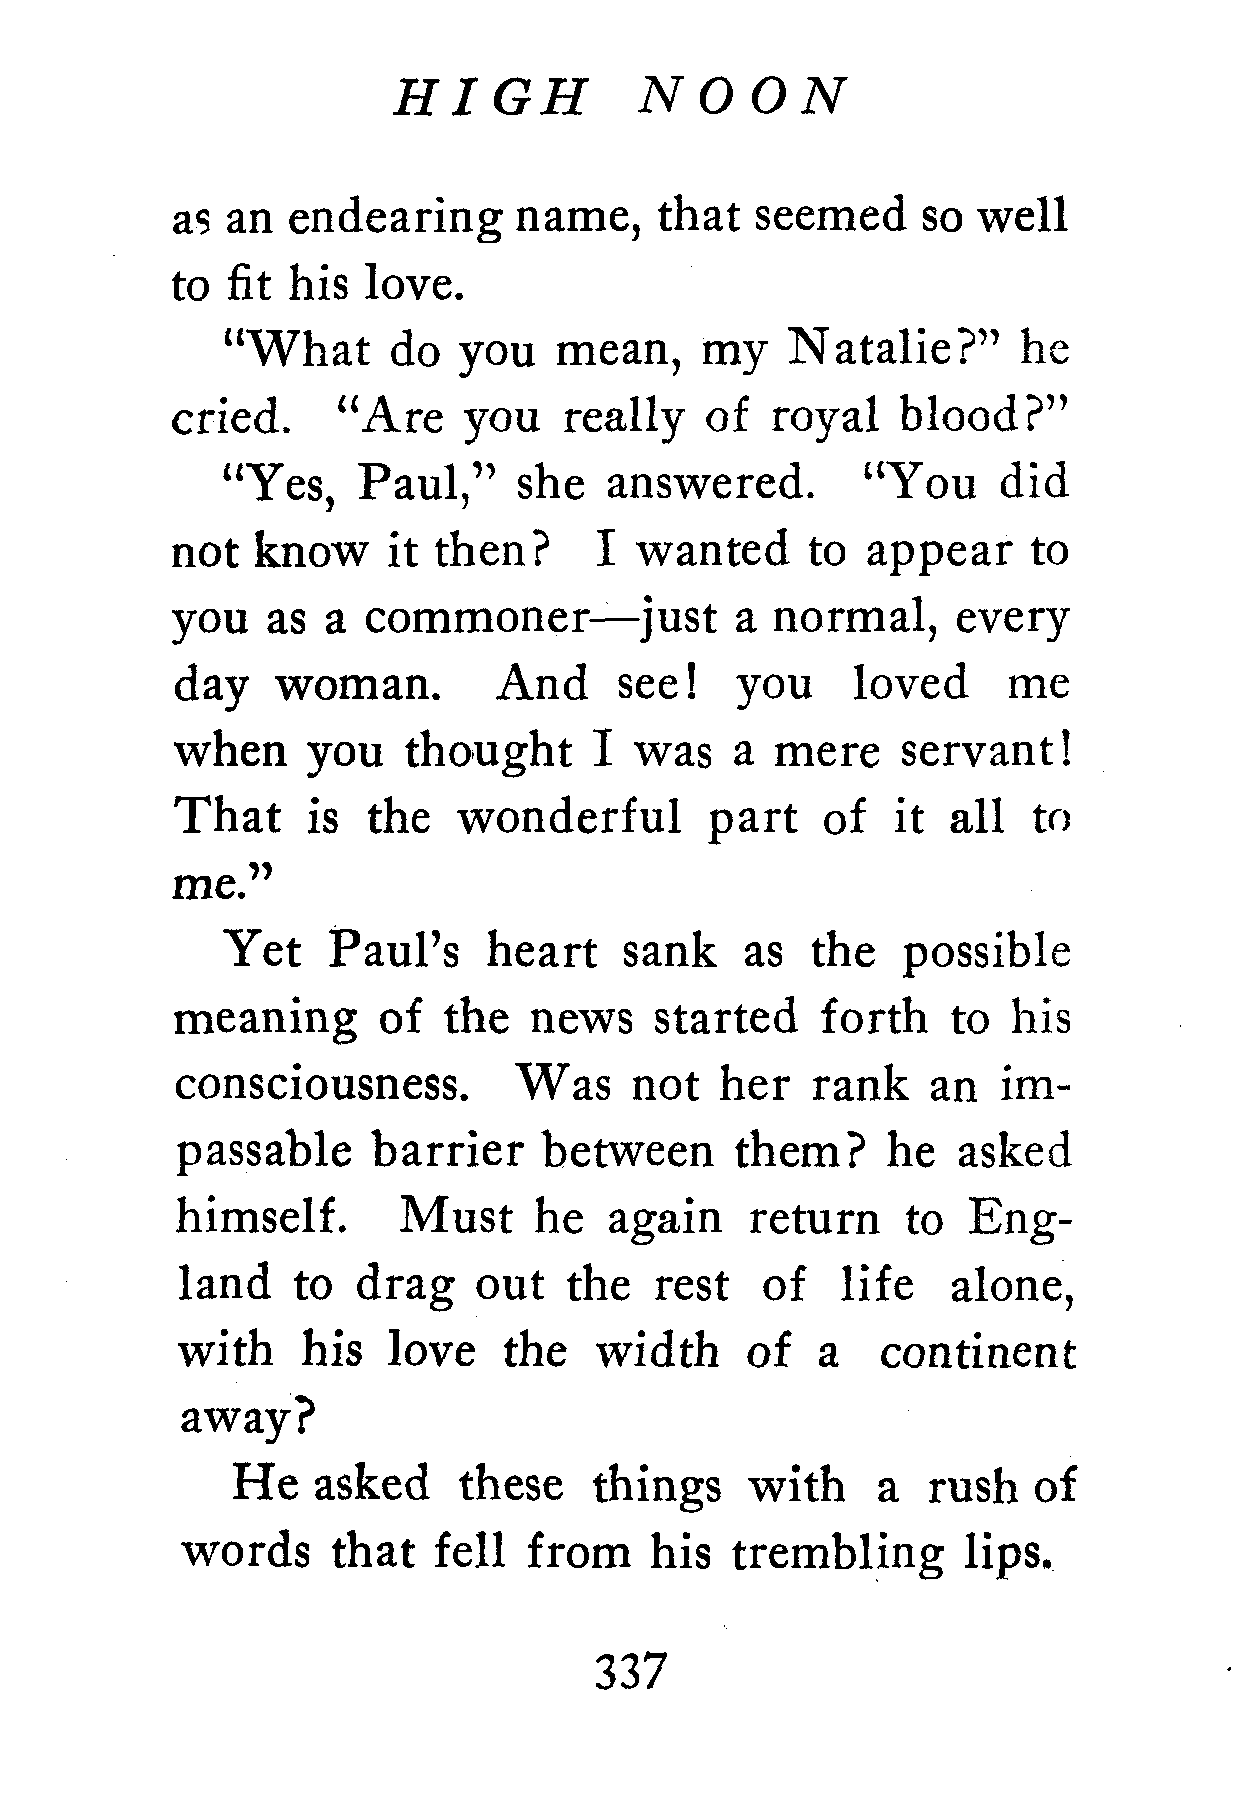 HIGH NOON
as an endearing name, that seemed so well
to fit his love.
“What do you mean, my Natalie?” he
cried. “Are you really of royal blood?”
“Yes, Paul,” she answered. “You did
not know it then? I wanted to appear to
you as a commoner—just a normal, every
day woman. And see! you loved me
when you thought I was a mere servant!
That is the wonderful part of it all to
me.”
Yet Paul’s heart sank as the possible
meaning of the news started forth to his
consciousness. Was not her rank an im-
passable barrier between them? he asked
himself. Must he again return to Eng-
land to drag out the rest of life alone,
with his love the width of a continent
away?
He asked these things with a rush of
words that fell from his trembling lips.
337